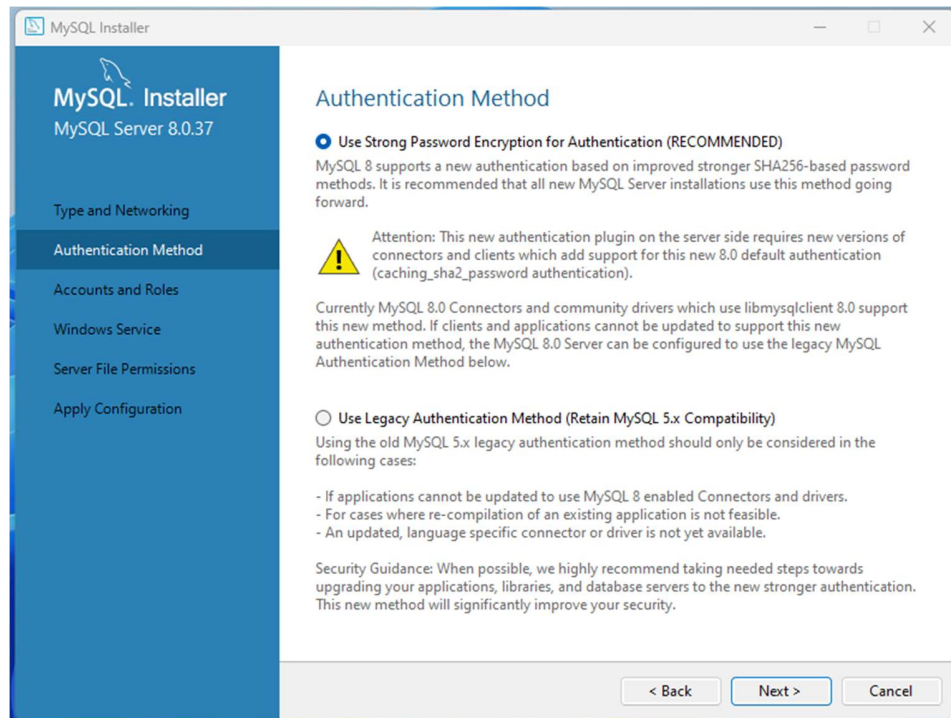 MySQL Installer
MySQL. Installer
MySQL Server 8.0.37
Type and Networking
Authentication Method
Accounts and Roles
Windows Service
Server File Permissions
Apply Configuration
Authentication Method
Use Strong Password Encryption for Authentication (RECOMMENDED)
MySQL 8 supports a new authentication based on improved stronger SHA256-based password
methods. It is recommended that all new MySQL Server installations use this method going
forward.
Attention: This new authentication plugin on the server side requires new versions of
connectors and clients which add support for this new 8.0 default authentication
(caching_sha2_password authentication).
Currently MySQL 8.0 Connectors and community drivers which use libmysqlclient 8.0 support
this new method. If clients and applications cannot be updated to support this new
authentication method, the MySQL 8.0 Server can be configured to use the legacy MySQL
Authentication Method below.
Use Legacy Authentication Method (Retain MySQL 5.x Compatibility)
Using the old MySQL 5.x legacy authentication method should only be considered in the
following cases:
- If applications cannot be updated to use MySQL 8 enabled Connectors and drivers.
- For cases where re-compilation of an existing application is not feasible.
- An updated, language specific connector or driver is not yet available.
Security Guidance: When possible, we highly recommend taking needed steps towards
upgrading your applications, libraries, and database servers to the new stronger authentication.
This new method will significantly improve your security.
< Back
Next >
Cancel